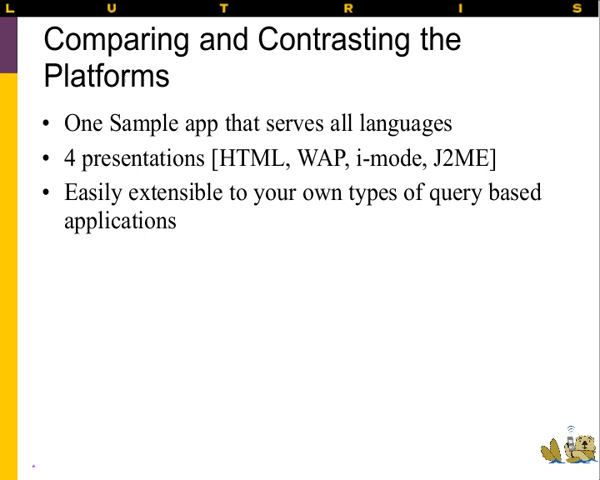 L U T R I S
Comparing and Contrasting the
Platforms
• One Sample app that serves all languages
• 4 presentations [HTML, WAP, i-mode, J2ME]
• Easily extensible to your own types of query based
applications